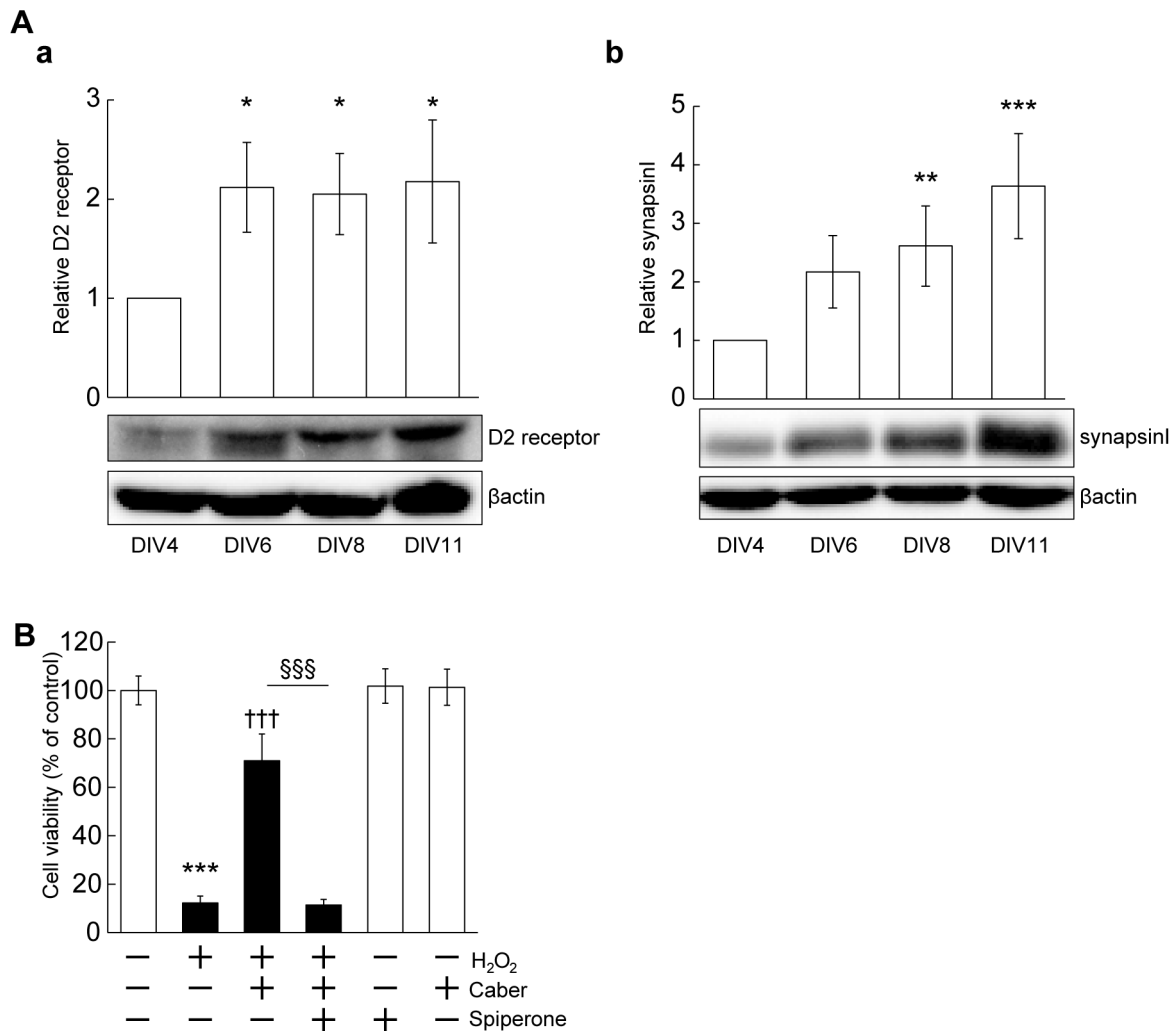 A
a
Relative D2 receptor
3
2
1
0
* * *
D2 receptor
βactin
DIV4 DIV6 DIV8 DIV11
b
Relative synapsinI
5
4
3
2
1
0
** ***
synapsinI
βactin
DIV4 DIV6 DIV8 DIV11
B
Cell viability (% of control)
120
100
80
60
40
20
0
§§§
†††
***
— + + + — — H₂O₂
— — + + — + Caber
— — — + + — Spiperone